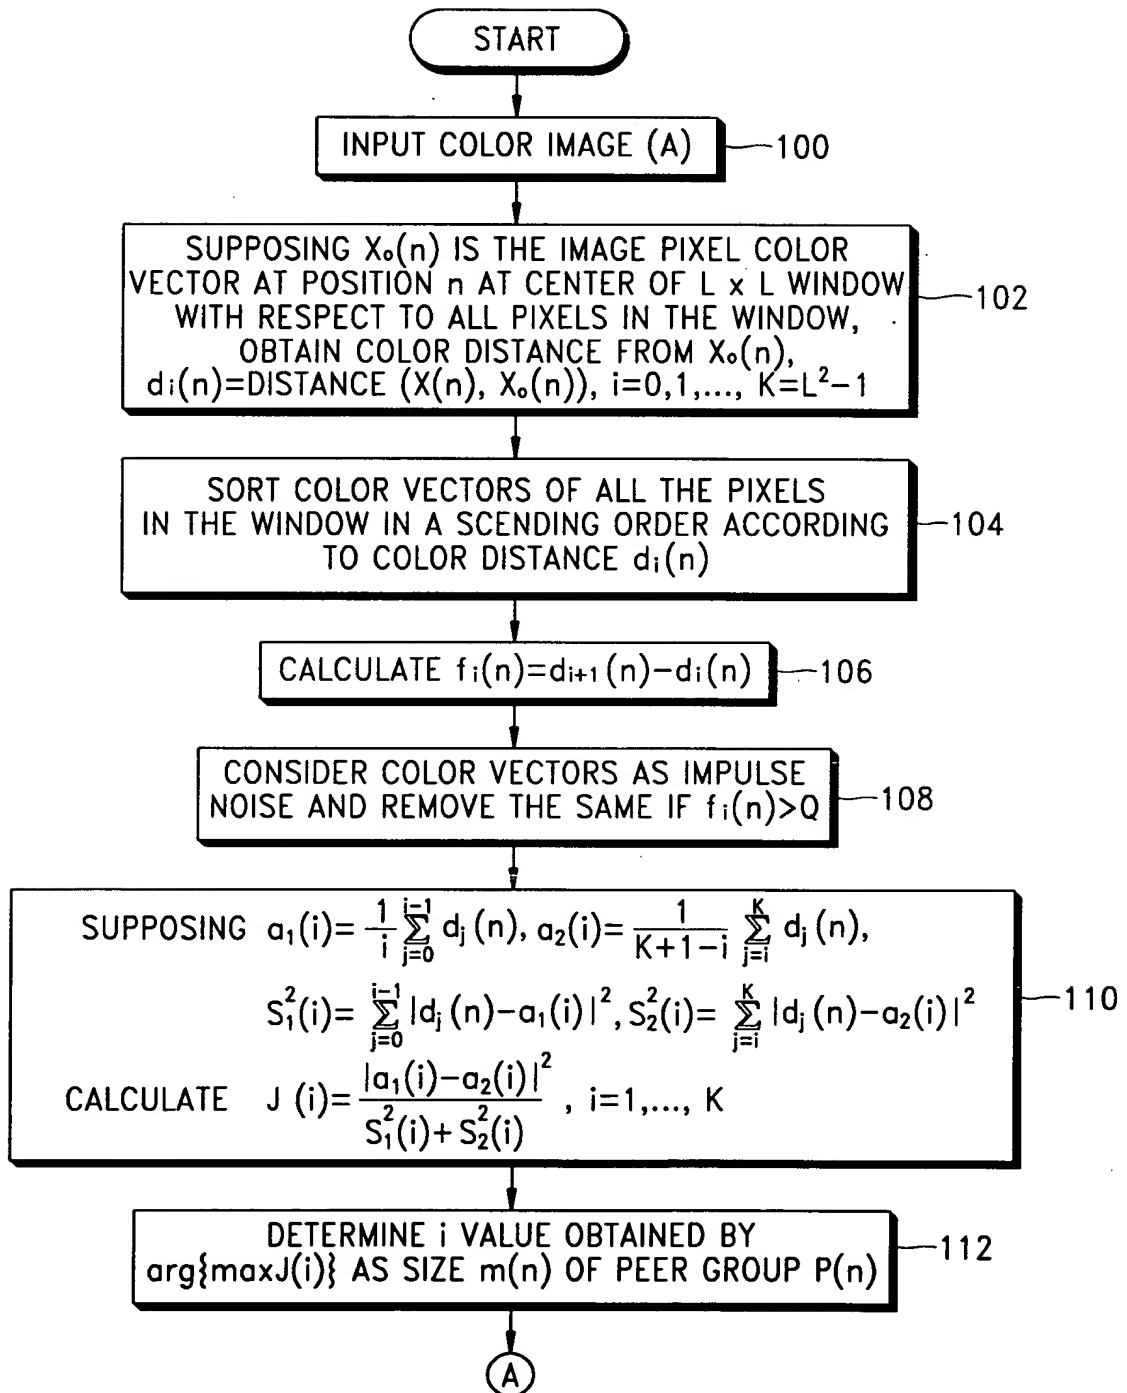 START
INPUT COLOR IMAGE (A)
100
SUPPOSING X₀(n) IS THE IMAGE PIXEL COLOR
VECTOR AT POSITION n AT CENTER OF L x L WINDOW
WITH RESPECT TO ALL PIXELS IN THE WINDOW,
OBTAIN COLOR DISTANCE FROM X₀(n),
dᵢ(n)=DISTANCE (X(n), X₀(n)), i=0,1,..., K=L²-1
102
SORT COLOR VECTORS OF ALL THE PIXELS
IN THE WINDOW IN A SCENDING ORDER ACCORDING
TO COLOR DISTANCE dᵢ(n)
104
CALCULATE fᵢ(n)=dᵢ₊₁(n)-dᵢ(n)
106
CONSIDER COLOR VECTORS AS IMPULSE
NOISE AND REMOVE THE SAME IF fᵢ(n)>Q
108
SUPPOSING a₁(i)= 1/i ∑_{j=0}^{i-1} dⱼ(n), a₂(i)= 1/(K+1-i) ∑_{j=i}^{K} dⱼ(n),
S₁²(i)= ∑_{j=0}^{i-1} |dⱼ(n)-a₁(i)|², S₂²(i)= ∑_{j=i}^{K} |dⱼ(n)-a₂(i)|²
CALCULATE J (i)= |a₁(i)-a₂(i)|² / (S₁²(i)+S₂²(i)) , i=1,..., K
110
DETERMINE i VALUE OBTAINED BY
arg{maxJ(i)} AS SIZE m(n) OF PEER GROUP P(n)
112
A